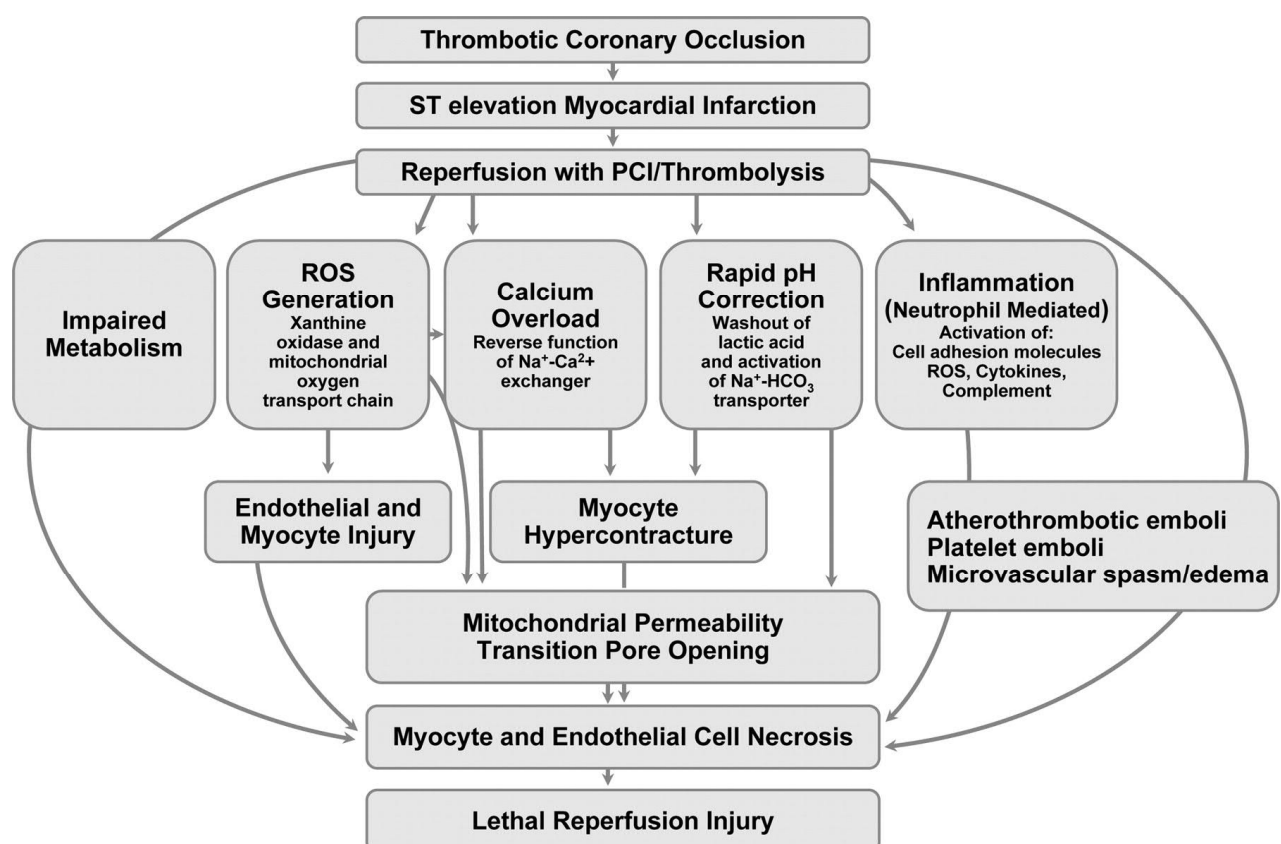 Thrombotic Coronary Occlusion
ST elevation Myocardial Infarction
Reperfusion with PCI/Thrombolysis
Impaired
Metabolism
ROS
Generation
Xanthine
oxidase and
mitochondrial
oxygen
transport chain
Calcium
Overload
Reverse function
of Na⁺-Ca²+
exchanger
Rapid pH
Correction
Washout of
lactic acid
and activation
of Na⁺-HCO₃
transporter
Inflammation
(Neutrophil Mediated)
Activation of:
Cell adhesion molecules
ROS, Cytokines,
Complement
Endothelial and
Myocyte Injury
Myocyte
Hypercontracture
Atherothrombotic emboli
Platelet emboli
Microvascular spasm/edema
Mitochondrial Permeability
Transition Pore Opening
Myocyte and Endothelial Cell Necrosis
Lethal Reperfusion Injury